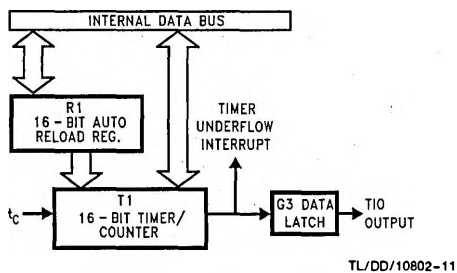 INTERNAL DATA BUS
R1
16-BIT AUTO
RELOAD REG.
TIMER
UNDERFLOW
INTERRUPT
tC
T1
16-BIT TIMER/
COUNTER
G3 DATA
LATCH
TIO
OUTPUT
TL/DD/10802-11